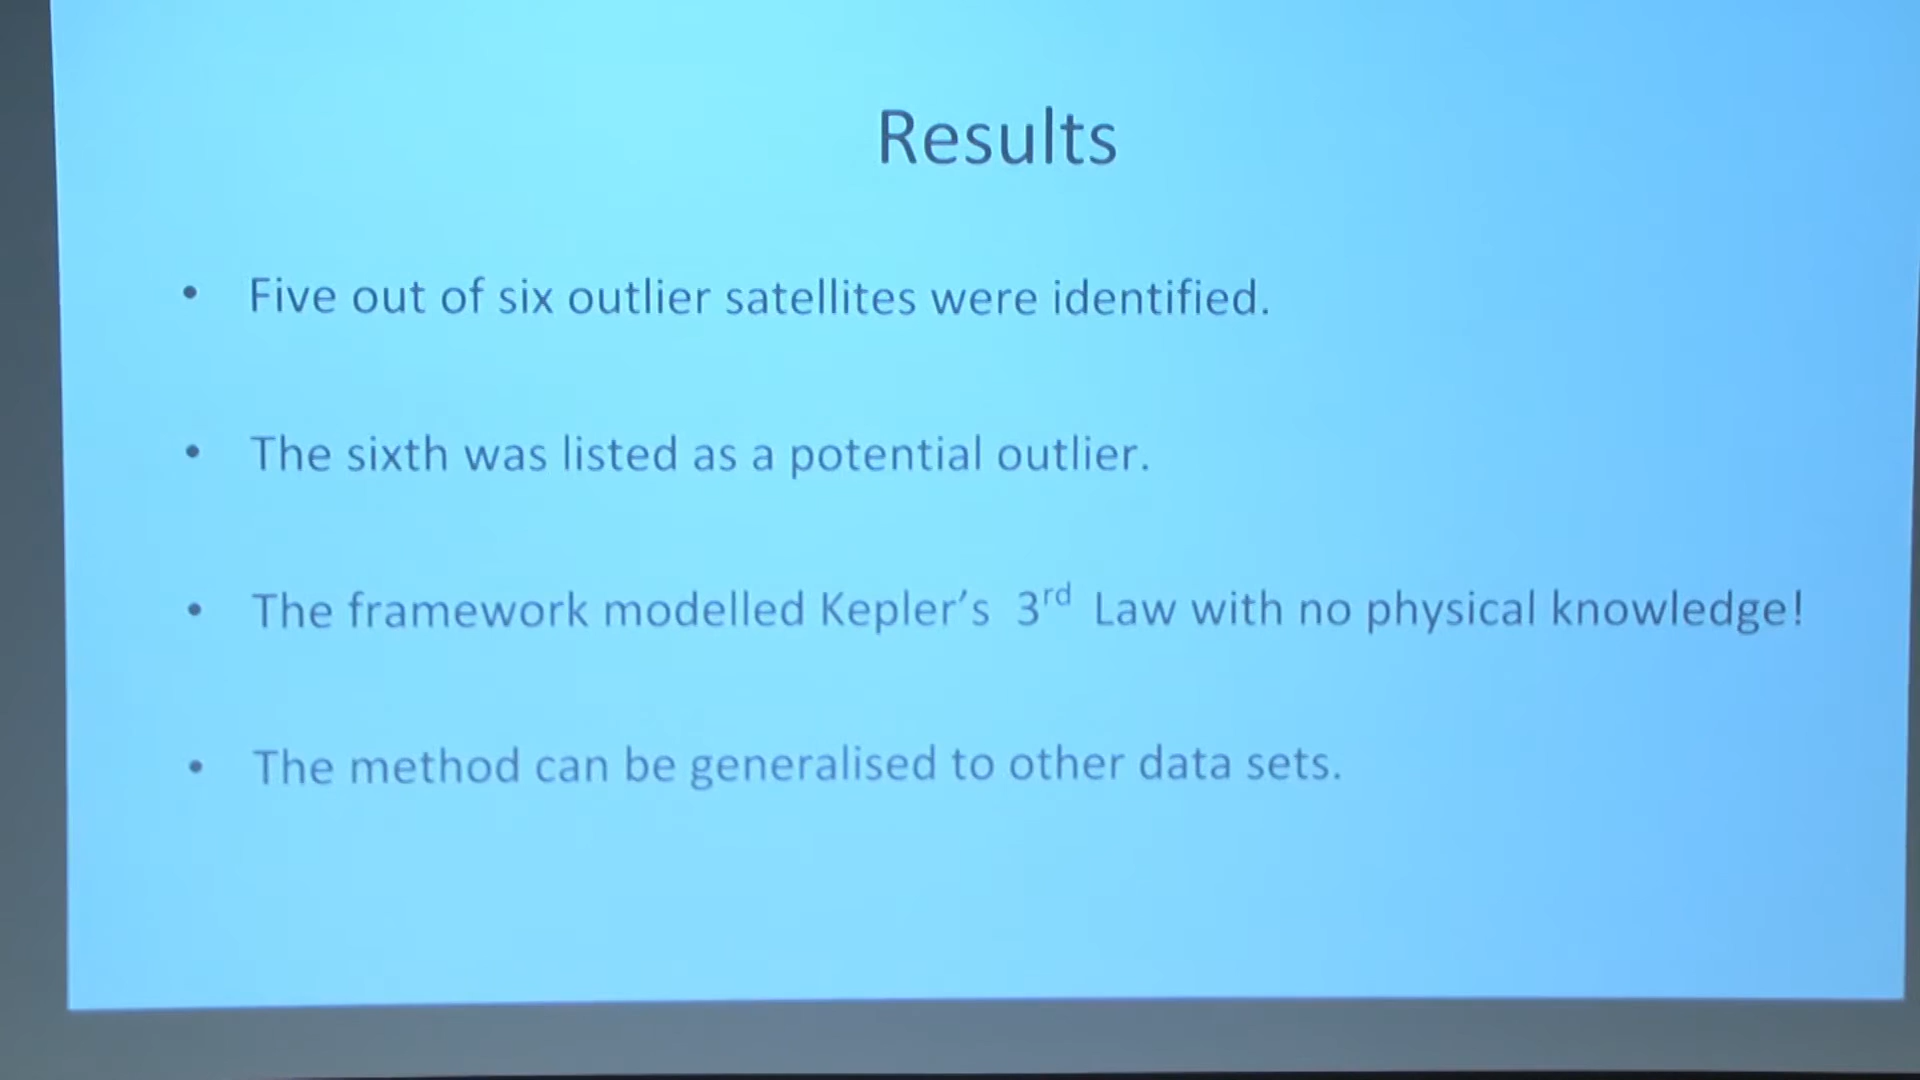 Results
• Five out of six outlier satellites were identified.
• The sixth was listed as a potential outlier.
• The framework modelled Kepler’s 3rd Law with no physical knowledge!
• The method can be generalised to other data sets.